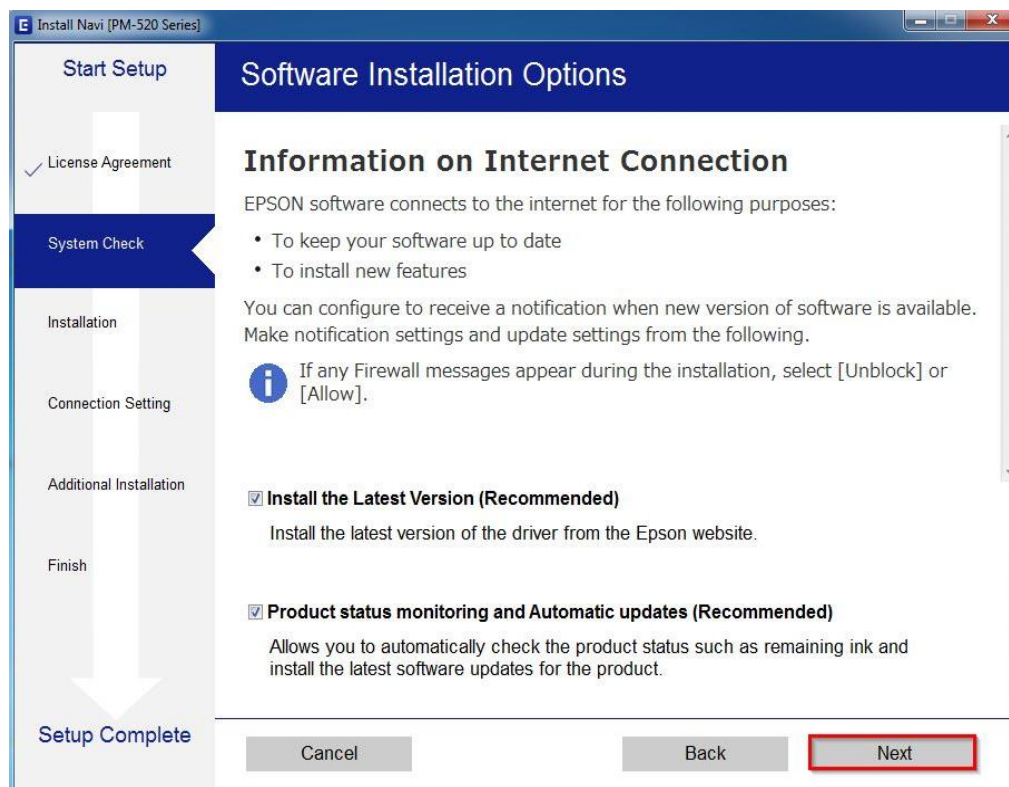 E Install Navi [PM-520 Series]
Start Setup
License Agreement
System Check
Installation
Connection Setting
Additional Installation
Finish
Setup Complete
Software Installation Options
Information on Internet Connection
EPSON software connects to the internet for the following purposes:
• To keep your software up to date
• To install new features
You can configure to receive a notification when new version of software is available.
Make notification settings and update settings from the following.
i If any Firewall messages appear during the installation, select [Unblock] or
[Allow].
Install the Latest Version (Recommended)
Install the latest version of the driver from the Epson website.
Product status monitoring and Automatic updates (Recommended)
Allows you to automatically check the product status such as remaining ink and
install the latest software updates for the product.
Cancel
Back
Next